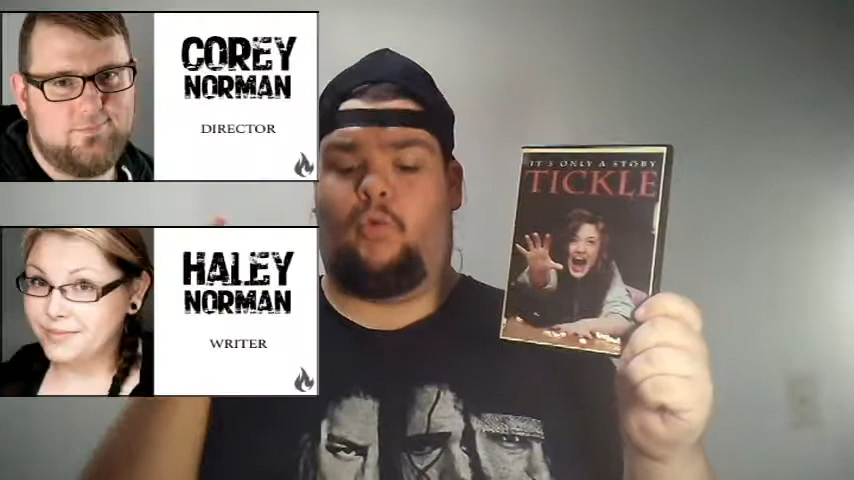 COREY
NORMAN
DIRECTOR
HALEY
NORMAN
WRITER
IT'S ONLY A STORY
TICKLE